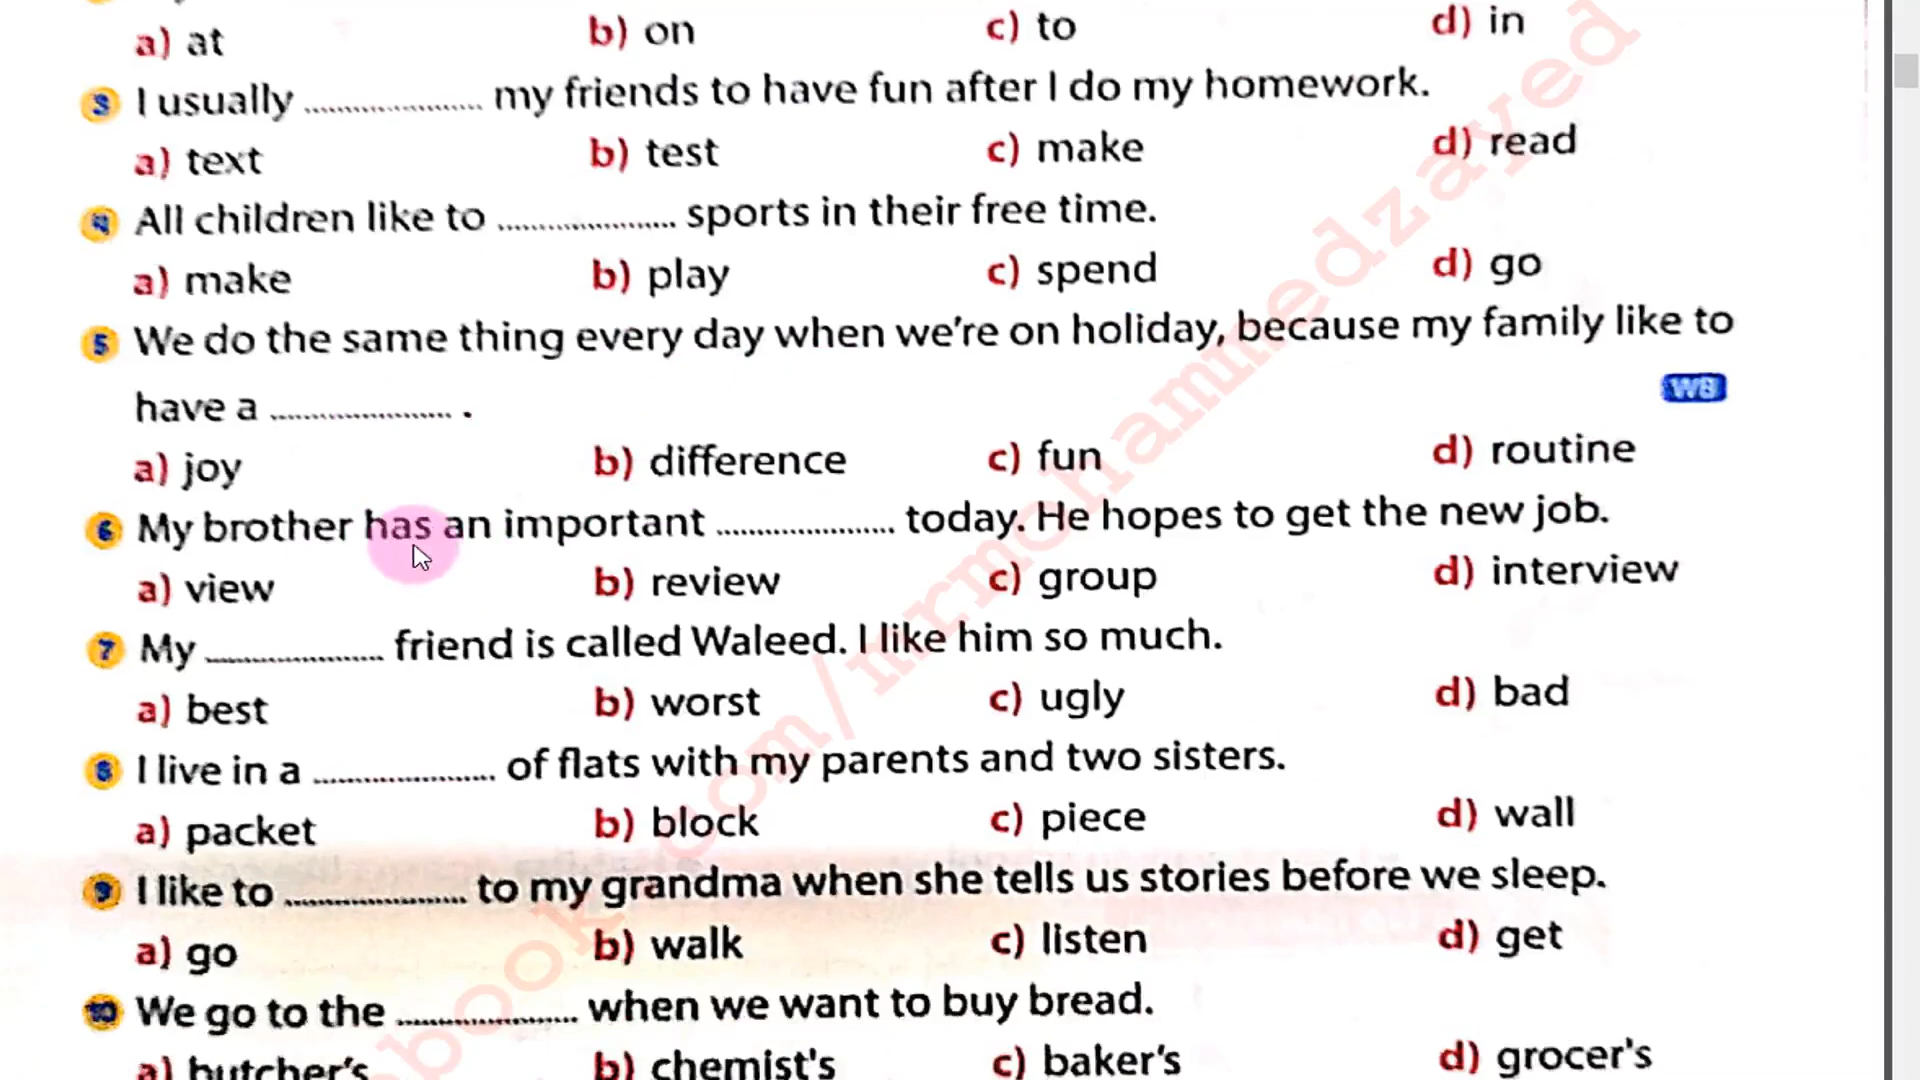 a) at b) on c) to d) in
3 I usually ..................... my friends to have fun after I do my homework.
a) text b) test c) make d) read
4 All children like to ..................... sports in their free time.
a) make b) play c) spend d) go
5 We do the same thing every day when we're on holiday, because my family like to
have a ..................... . WB
a) joy b) difference c) fun d) routine
6 My brother has an important ..................... today. He hopes to get the new job.
a) view b) review c) group d) interview
7 My ..................... friend is called Waleed. I like him so much.
a) best b) worst c) ugly d) bad
8 I live in a ..................... of flats with my parents and two sisters.
a) packet b) block c) piece d) wall
9 I like to ..................... to my grandma when she tells us stories before we sleep.
a) go b) walk c) listen d) get
10 We go to the ..................... when we want to buy bread.
a) butcher's b) chemist's c) baker's d) grocer's
book com/mrmohammedzayed